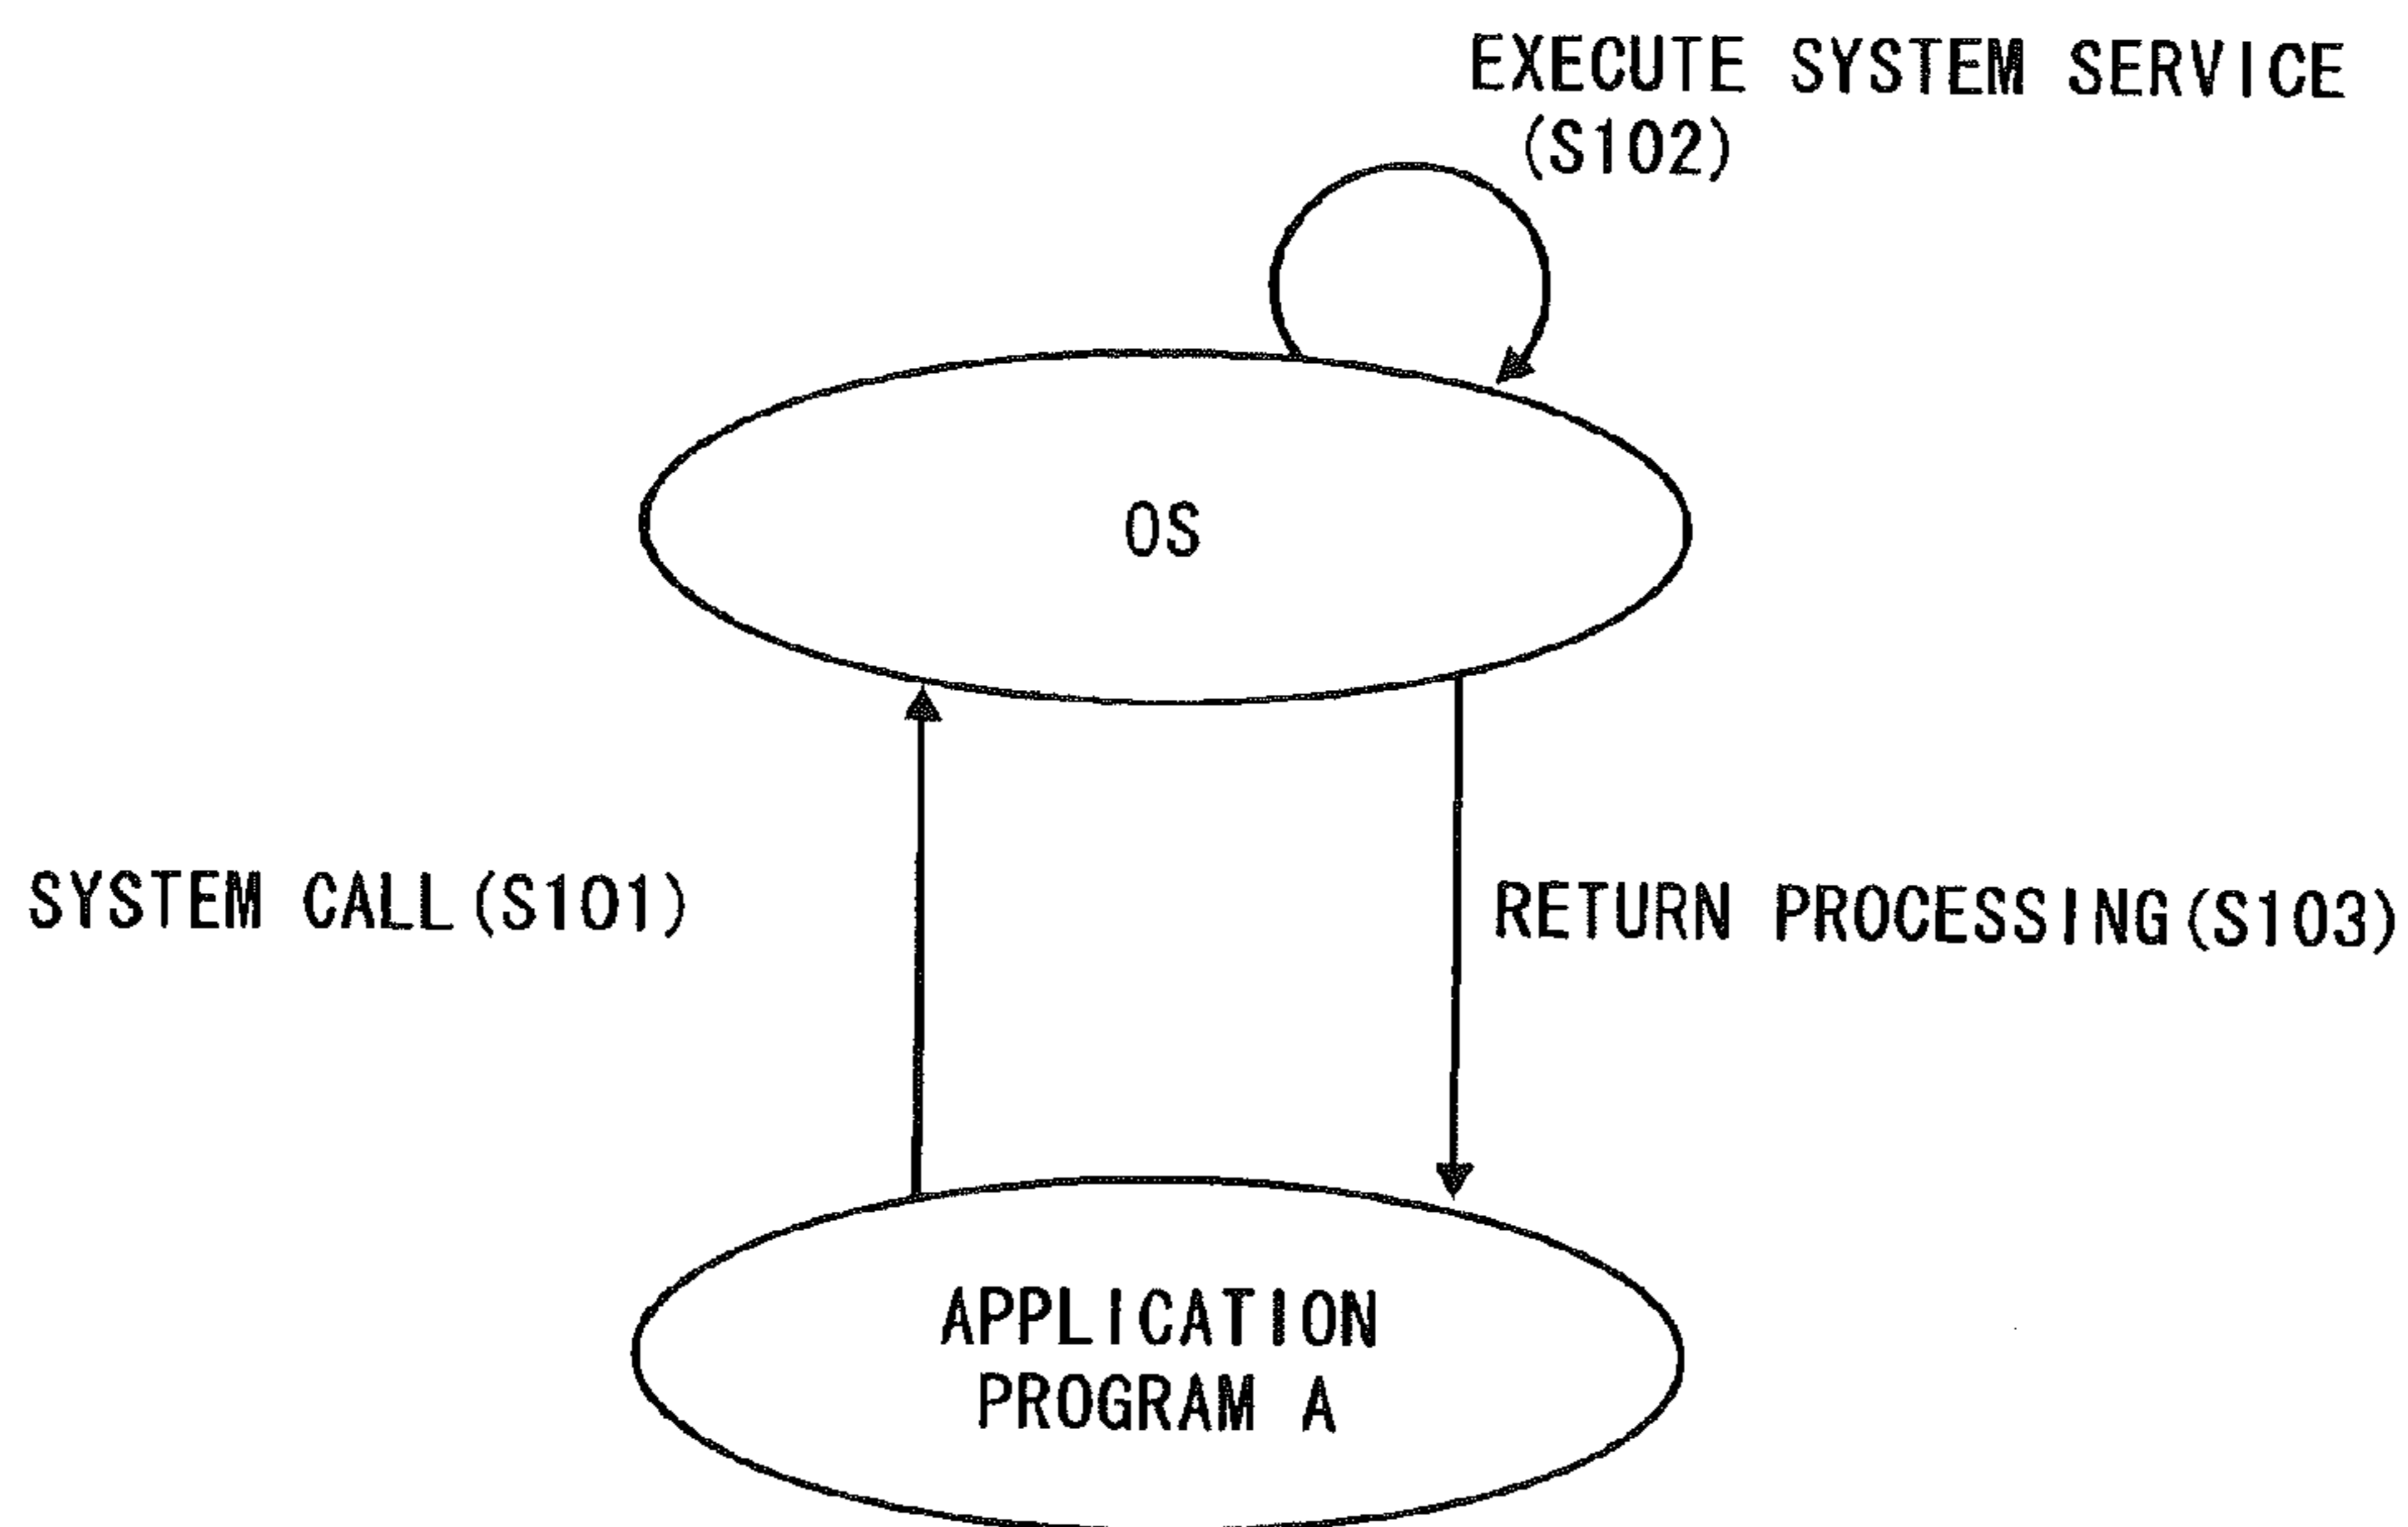 EXECUTE SYSTEM SERVICE
(S102)
OS
SYSTEM CALL(S101)
RETURN PROCESSING(S103)
APPLICATION
PROGRAM A